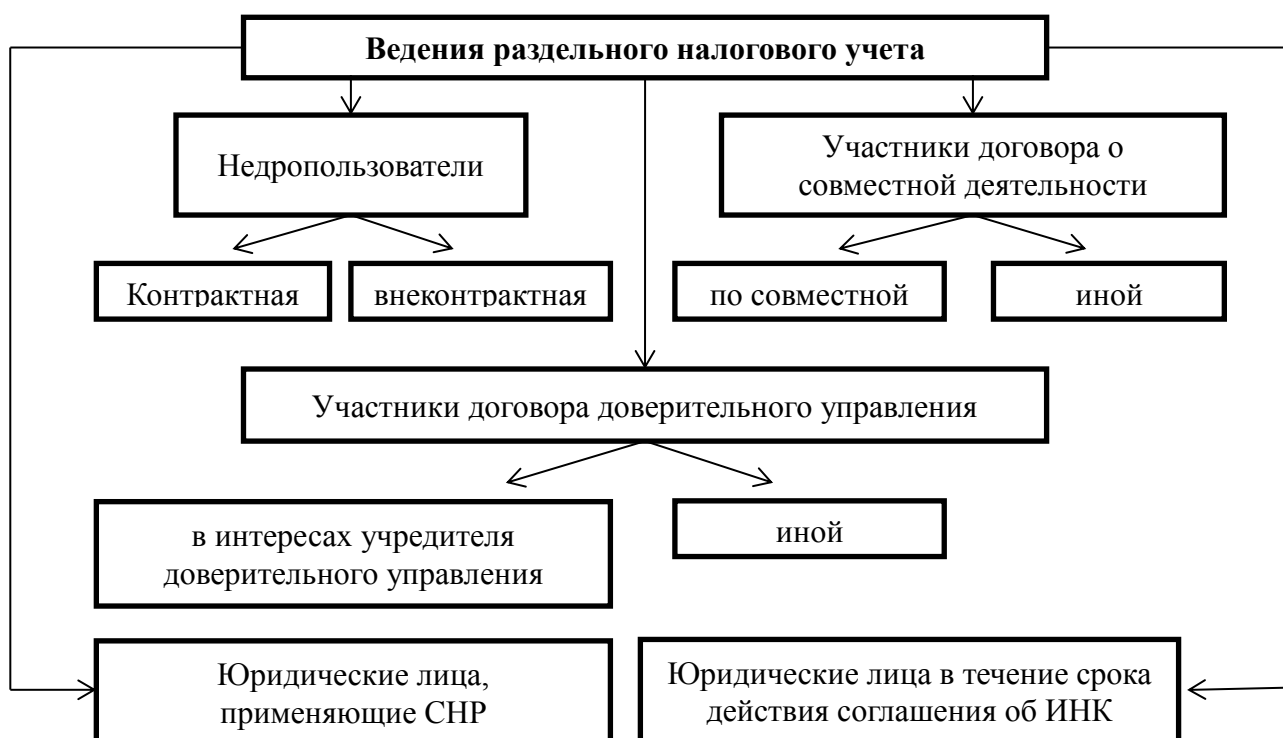 Ведения раздельного налогового учета
Недропользователи
Участники договора о
совместной деятельности
Контрактная
внеконтрактная
по совместной
иной
Участники договора доверительного управления
в интересах учредителя
доверительного управления
иной
Юридические лица,
применяющие СНР
Юридические лица в течение срока
действия соглашения об ИНК